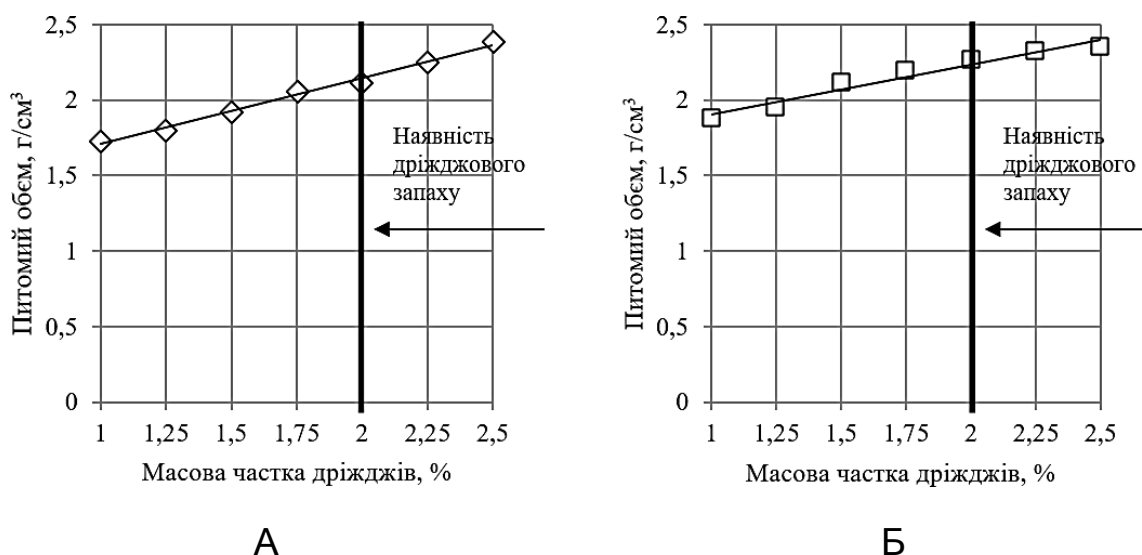 2,5
2
1,5
1
0,5
0
Питомий обєм, г/см³
Наявність
дріжджового
запаху
1 1,25 1,5 1,75 2 2,25 2,5
Масова частка дріжджів, %
А
2,5
2
1,5
1
0,5
0
Питомий обєм, г/см³
Наявність
дріжджового
запаху
1 1,25 1,5 1,75 2 2,25 2,5
Масова частка дріжджів, %
Б